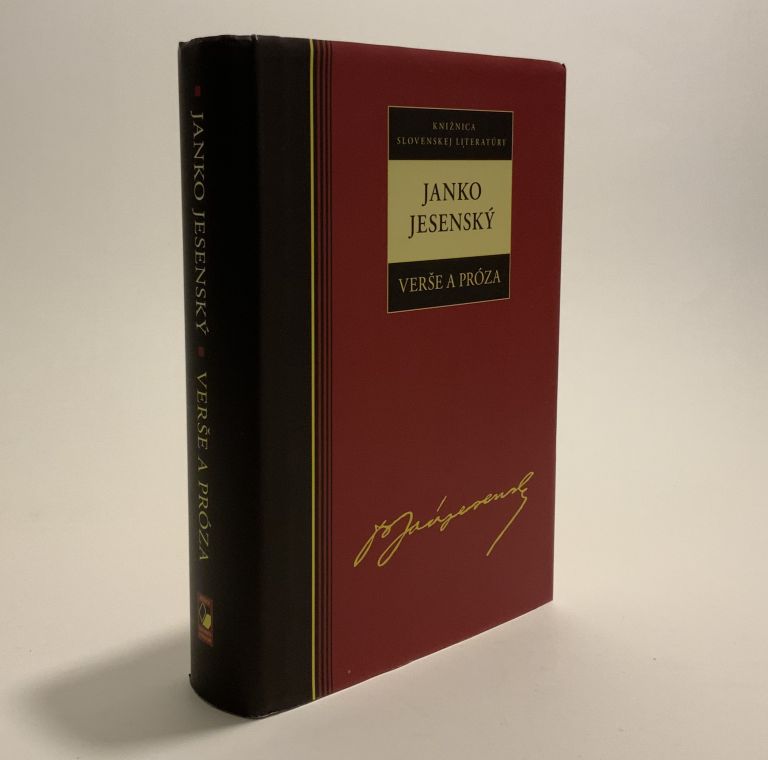 KNIŽNICA
SLOVENSKEJ LITERATÚRY
JANKO
JESENSKÝ
VERŠE A PRÓZA
JANKO JESENSKÝ ▪ VERŠE A PRÓZA